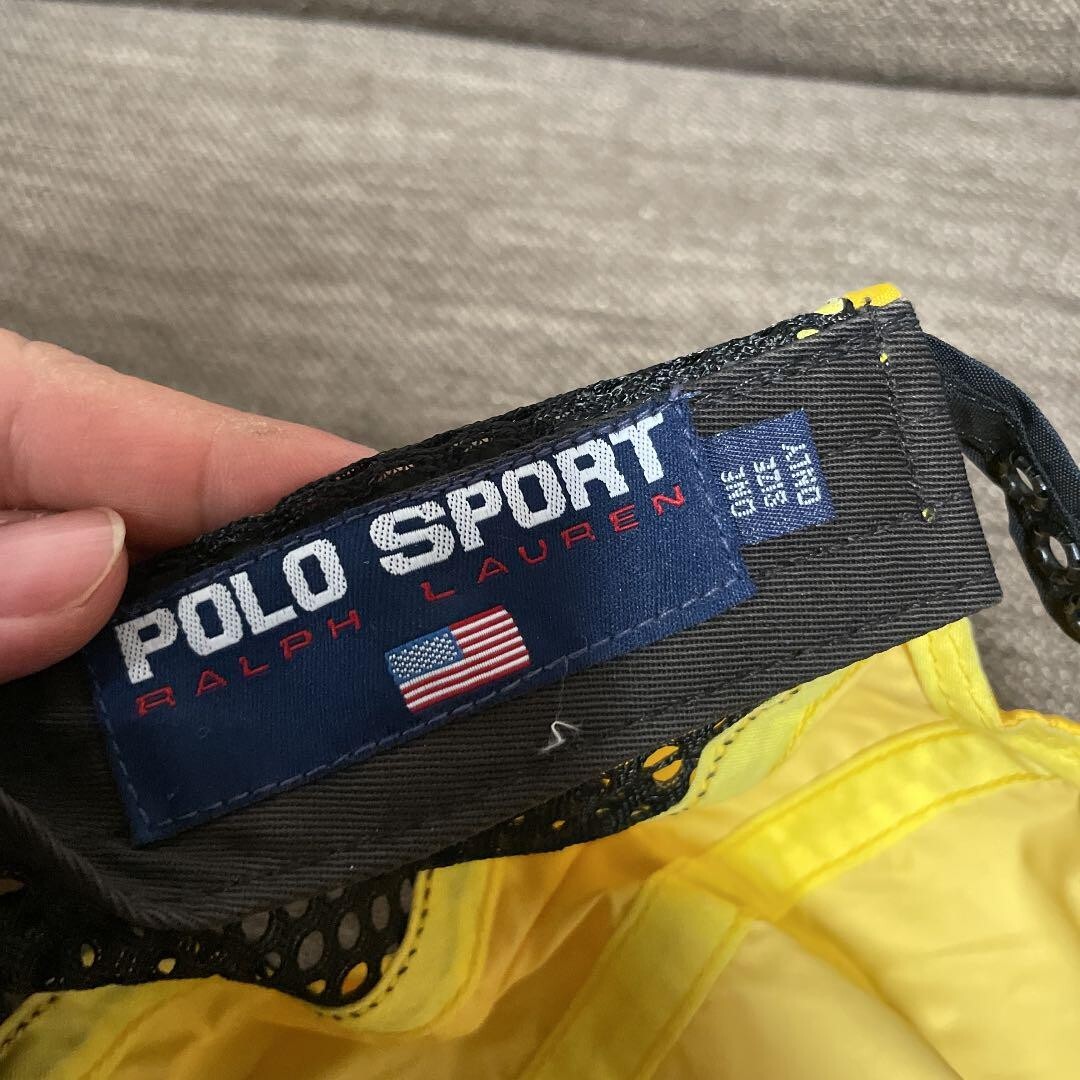 POLO SPORT
RALPH LAUREN
ONE
SIZE
ONLY